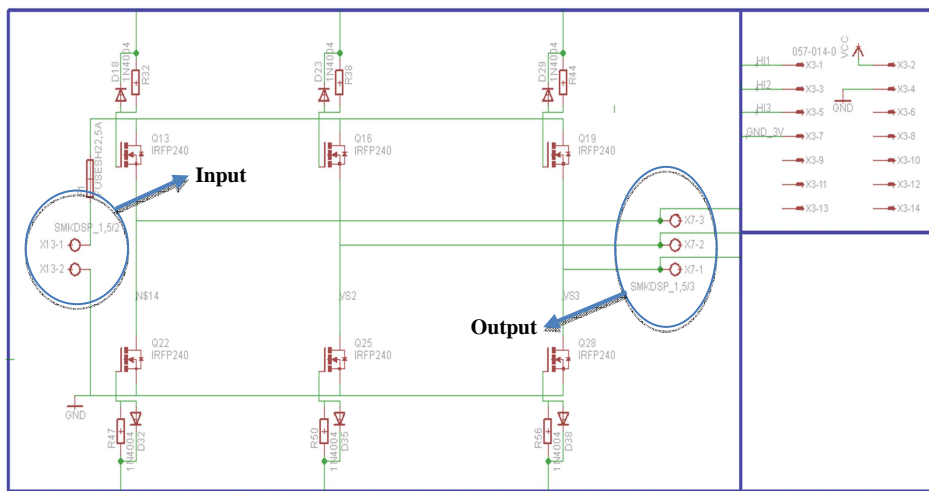 D18
1N4004
R32
D23
1N4004
R38
D29
1N4004
R44
Q13
IRFP240
Q16
IRFP240
Q19
IRFP240
FUSESH22,5A
Input
SMKDSP_1,5/2
X13-1
X13-2
X7-3
X7-2
X7-1
SMKDSP_1,5/3
Output
N$14
VS2
VS3
Q22
IRFP240
Q25
IRFP240
Q28
IRFP240
GND
R47
1N4004
D32
R50
1N4004
D35
R56
1N4004
D38
057-014-0
VCC
HI1
X3-1
X3-2
HI2
X3-3
X3-4
GND
HI3
X3-5
X3-6
GND_3V
X3-7
X3-8
X3-9
X3-10
X3-11
X3-12
X3-13
X3-14